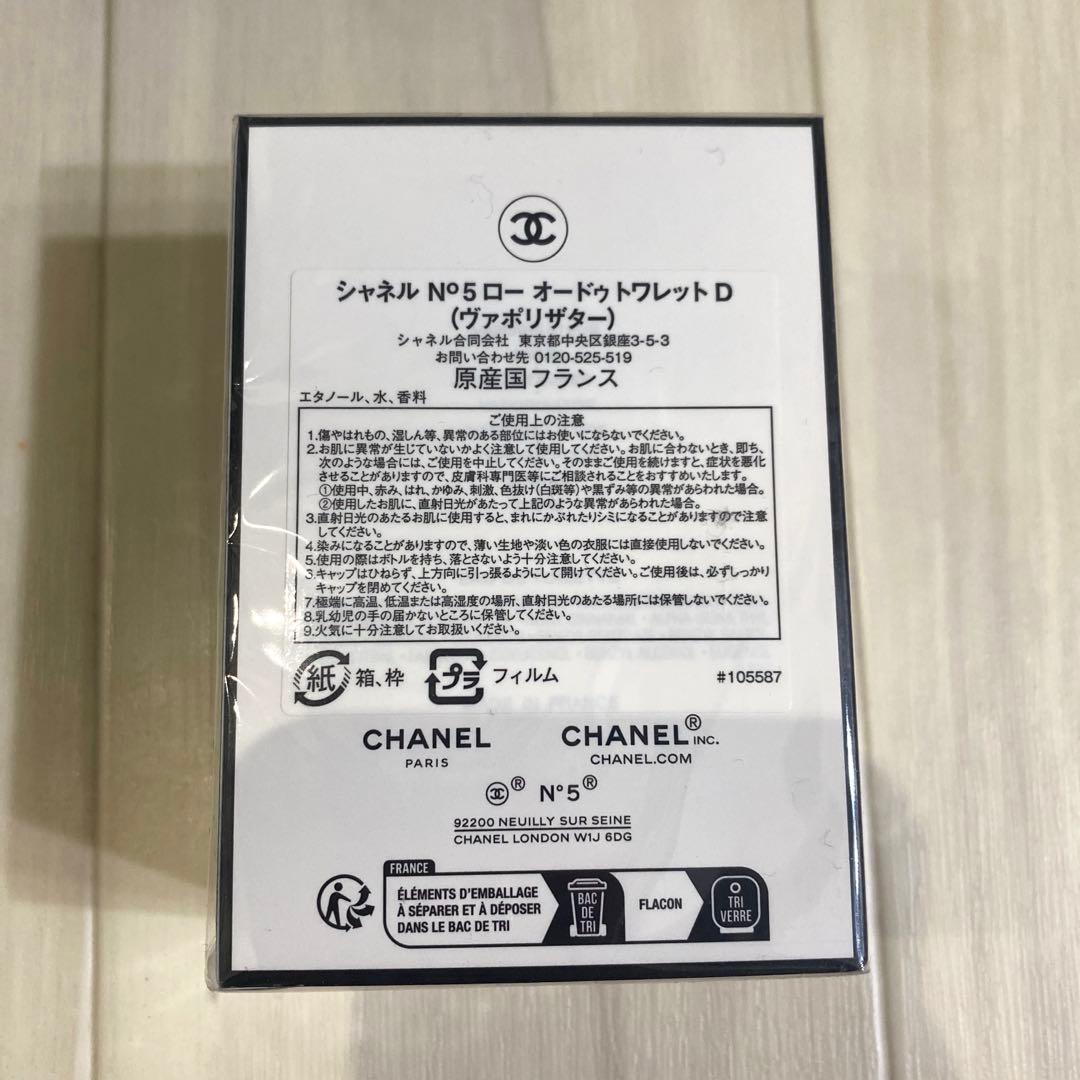 シャネル Nº5 ロー オードゥ トワレット D
(ヴァポリザター)
シャネル合同会社 東京都中央区銀座3-5-3
お問い合わせ先 0120-525-519
原産国フランス
エタノール、水、香料
ご使用上の注意
1.傷やはれもの、湿しん等、異常のある部位にはお使いにならないでください。
2.お肌に異常が生じていないかよく注意して使用してください。お肌に合わないとき、即ち、
次のような場合には、ご使用を中止してください。そのままご使用を続けますと、症状を悪化
させることがありますので、皮膚科専門医等にご相談されることをおすすめいたします。
①使用中、赤み、はれ、かゆみ、刺激、色抜け(白斑等)や黒ずみ等の異常があらわれた場合。
②使用したお肌に、直射日光があたって上記のような異常があらわれた場合。
3.直射日光のあたるお肌に使用すると、まれにかぶれたりシミになることがありますので注意
してください。
4.染みになることがありますので、薄い生地や淡い色の衣服には直接使用しないでください。
5.使用の際はボトルを持ち、落とさないよう十分注意してください。
6.キャップはひねらず、上方向に引っ張るようにして開けてください。ご使用後は、必ずしっかり
キャップを閉めてください。
7.極端に高温、低温または高湿度の場所、直射日光のあたる場所には保管しないでください。
8.乳幼児の手の届かないところに保管してください。
9.火気に十分注意してお取扱いください。
紙 箱、枠 プラ フィルム #105587
CHANEL CHANEL® INC.
PARIS CHANEL.COM
® N°5®
92200 NEUILLY SUR SEINE
CHANEL LONDON W1J 6DG
FRANCE
ÉLÉMENTS D'EMBALLAGE
À SÉPARER ET À DÉPOSER
DANS LE BAC DE TRI
BAC
DE
TRI
FLACON
TRI
VERRE